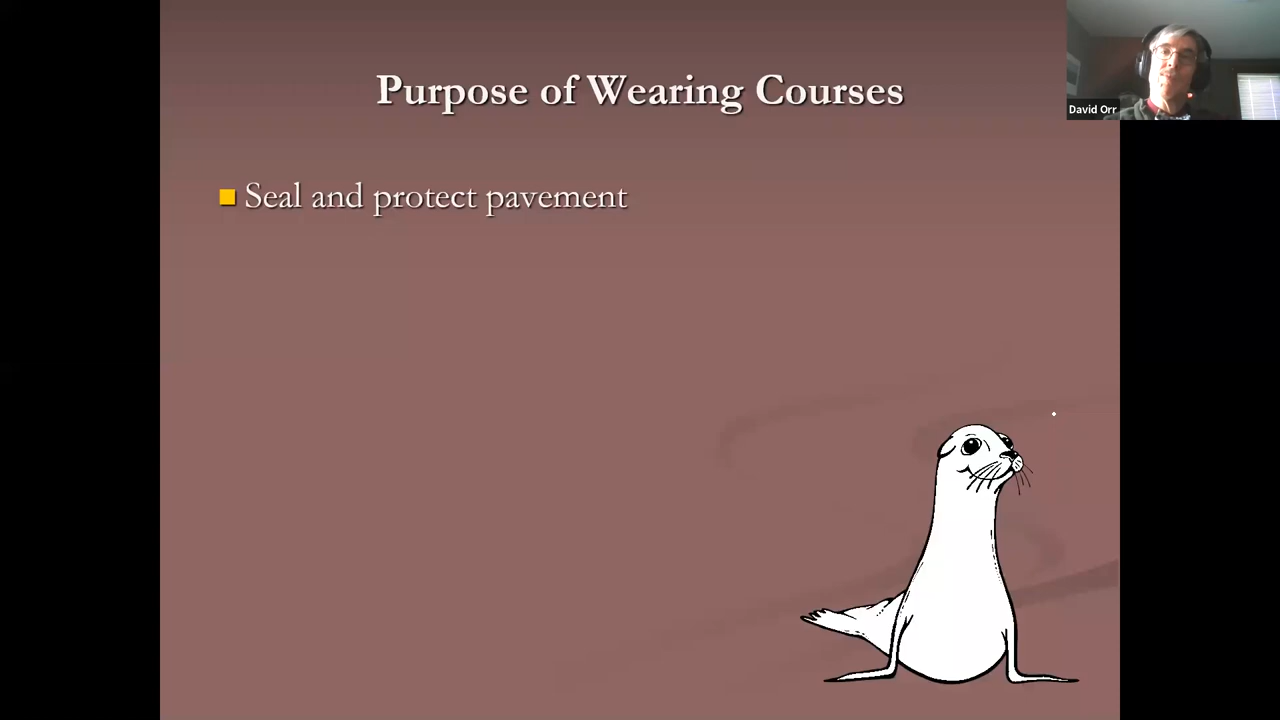 Purpose of Wearing Courses
David Orr
Seal and protect pavement